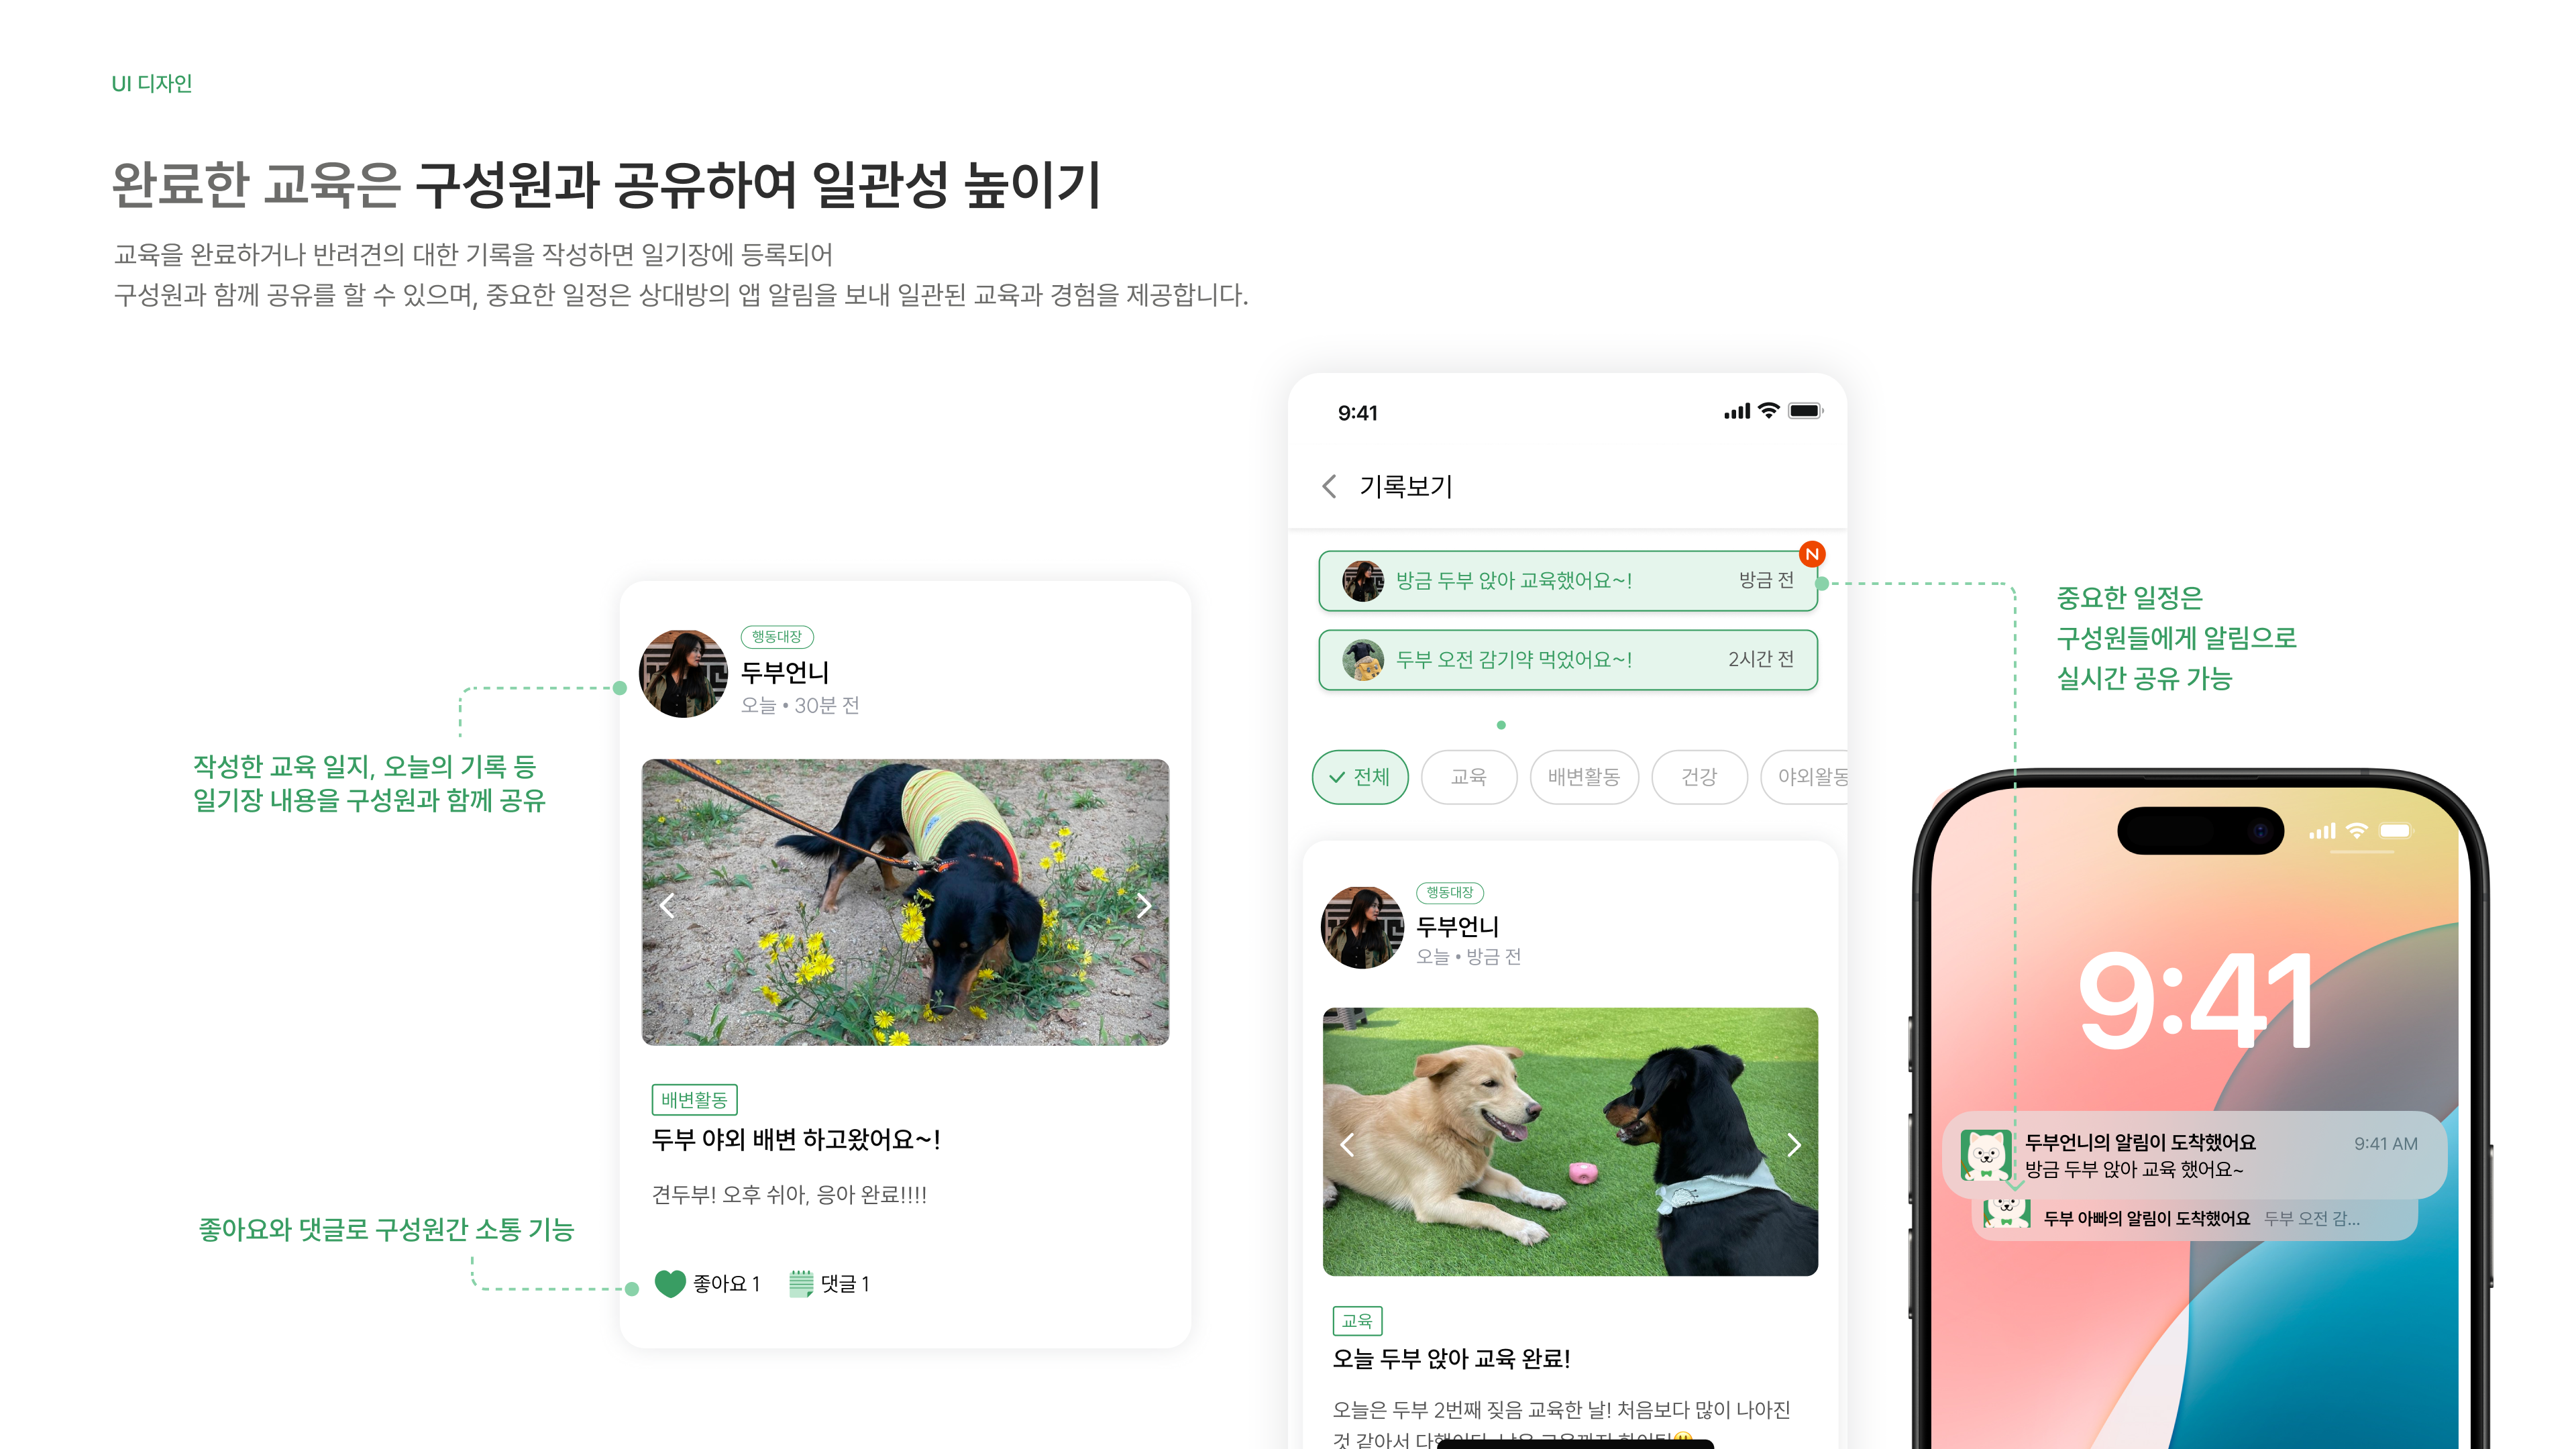 UI 디자인
완료한 교육은 구성원과 공유하여 일관성 높이기
교육을 완료하거나 반려견의 대한 기록을 작성하면 일기장에 등록되어
구성원과 함께 공유를 할 수 있으며, 중요한 일정은 상대방의 앱 알림을 보내 일관된 교육과 경험을 제공합니다.
작성한 교육 일지, 오늘의 기록 등
일기장 내용을 구성원과 함께 공유
좋아요와 댓글로 구성원간 소통 기능
행동대장
두부언니
오늘 • 30분 전
배변활동
두부 야외 배변 하고왔어요~!
견두부! 오후 쉬아, 응아 완료!!!!
좋아요 1 댓글 1
9:41
기록보기
N
방금 두부 앉아 교육했어요~! 방금 전
두부 오전 감기약 먹었어요~! 2시간 전
전체 교육 배변활동 건강 야외왈동
행동대장
두부언니
오늘 • 방금 전
교육
오늘 두부 앉아 교육 완료!
오늘은 두부 2번째 짖음 교육한 날! 처음보다 많이 나아진
것 같아서
중요한 일정은
구성원들에게 알림으로
실시간 공유 가능
9:41
두부언니의 알림이 도착했어요 9:41 AM
방금 두부 앉아 교육 했어요~
두부 아빠의 알림이 도착했어요 두부 오전 감...